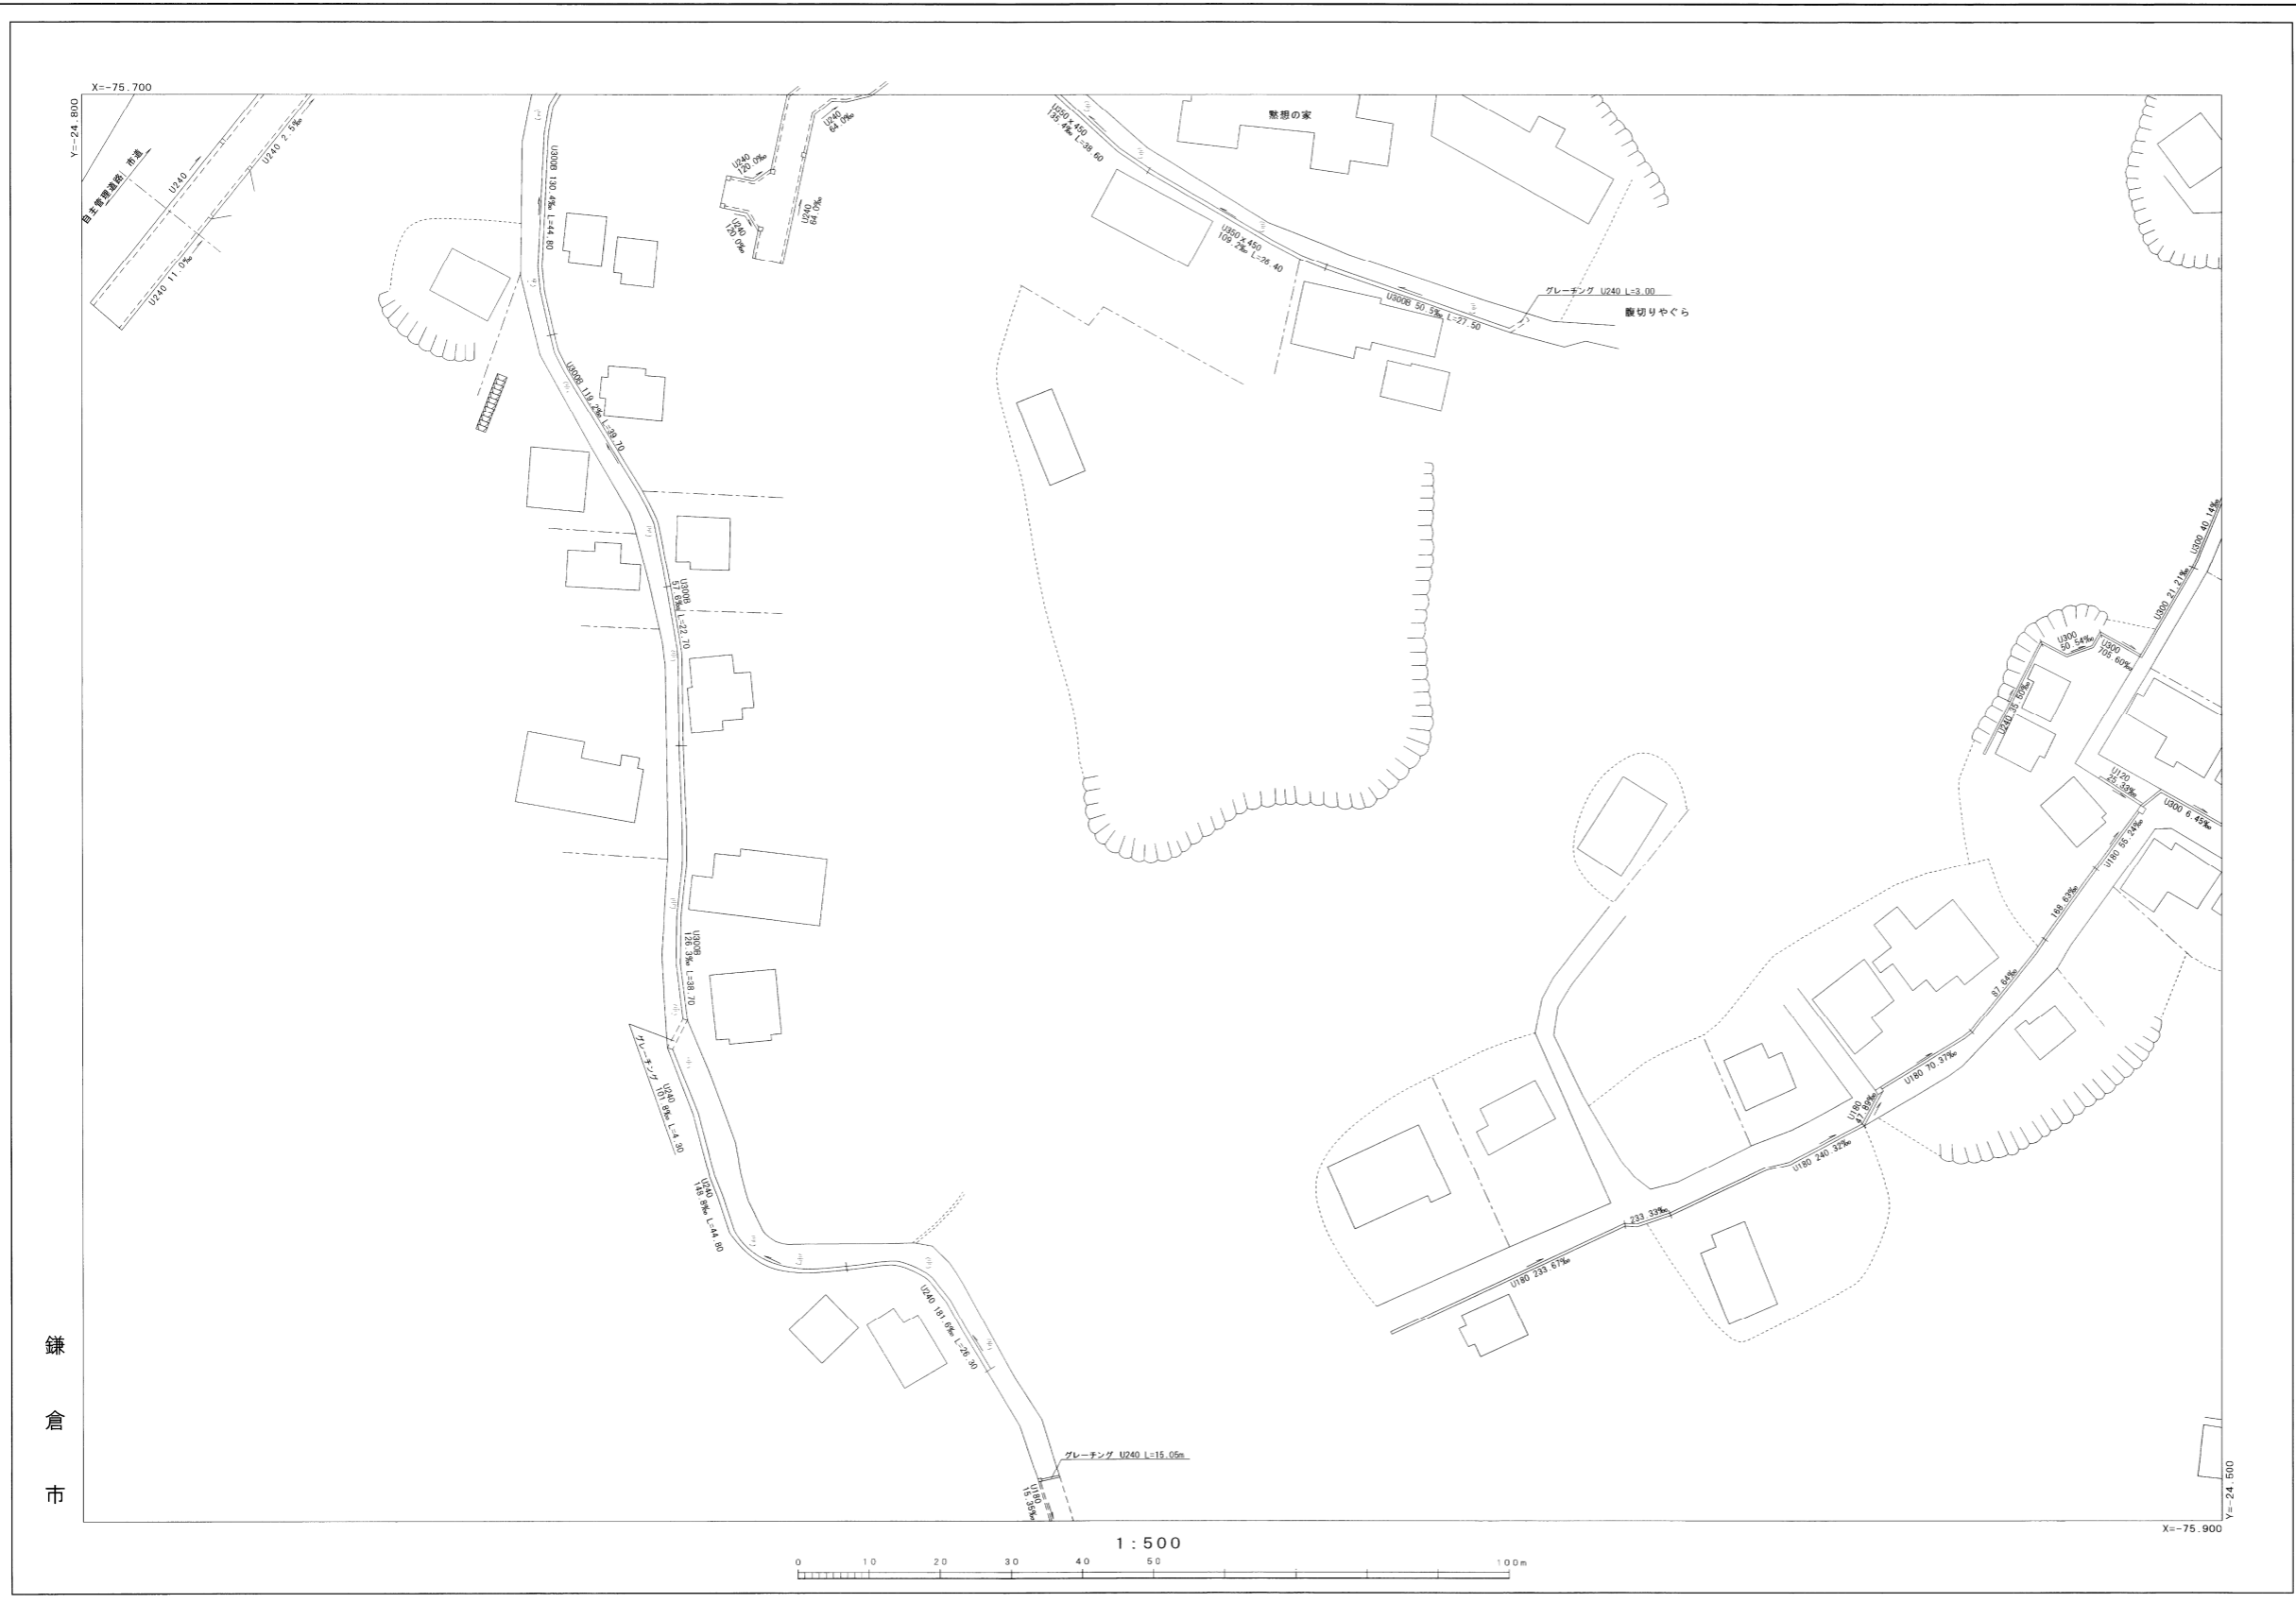 X=-75.700
Y=-24.800
自主管理道路
市道
U240
U240 2.5‰
U240 11.0‰
U300B 130.4‰ L=44.80
U240
120.0‰
U240
120.0‰
U240
64.0‰
U240
64.0‰
U350×450
135.4‰ L=38.60
黙想の家
U350×450
109.2‰ L=26.40
U300B 50.5‰ L=27.50
グレーチング U240 L=3.00
腹切りやぐら
U300B 119.2‰ L=39.70
U300B
57.6‰ L=22.70
U300B
126.3‰ L=38.70
グレーチング
U240
101.8‰ L=4.30
U240
148.8‰ L=44.80
U240 181.6‰ L=26.30
グレーチング U240 L=15.05m
U180
15.35‰
U300 40.14‰
U300 21.21‰
U300
50.54‰
U300
705.60‰
U240 35.50‰
U120
25.33‰
U300 6.45‰
U180 55.24‰
168.63‰
87.64‰
U180 70.37‰
U180
47.89‰
U180 240.32‰
233.33‰
U180 233.67‰
鎌倉市
Y=-24.500
X=-75.900
1:500
0 10 20 30 40 50 100m